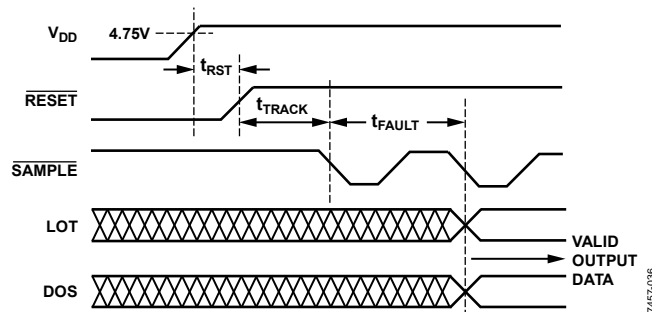 VDD
4.75V
tRST
RESET
tTRACK
tFAULT
SAMPLE
LOT
VALID
OUTPUT
DATA
DOS
7457-036